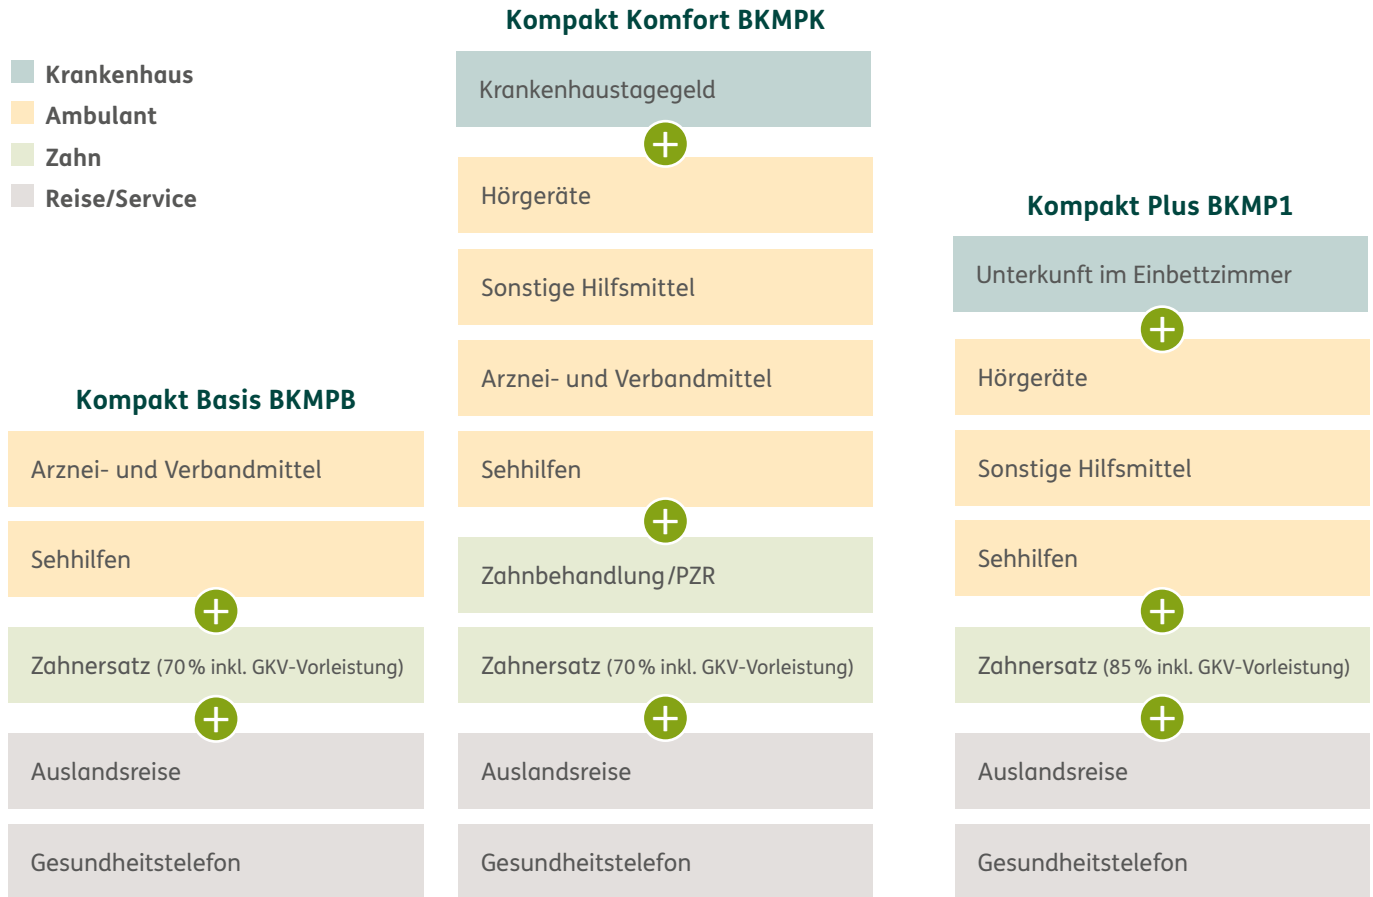 Krankenhaus
Ambulant
Zahn
Reise/Service
Kompakt Basis BKMPB
Arznei- und Verbandmittel
Sehhilfen
Zahnersatz (70 % inkl. GKV-Vorleistung)
Auslandsreise
Gesundheitstelefon
Kompakt Komfort BKMPK
Krankenhaustagegeld
Hörgeräte
Sonstige Hilfsmittel
Arznei- und Verbandmittel
Sehhilfen
Zahnbehandlung/PZR
Zahnersatz (70 % inkl. GKV-Vorleistung)
Auslandsreise
Gesundheitstelefon
Kompakt Plus BKMP1
Unterkunft im Einbettzimmer
Hörgeräte
Sonstige Hilfsmittel
Sehhilfen
Zahnersatz (85 % inkl. GKV-Vorleistung)
Auslandsreise
Gesundheitstelefon